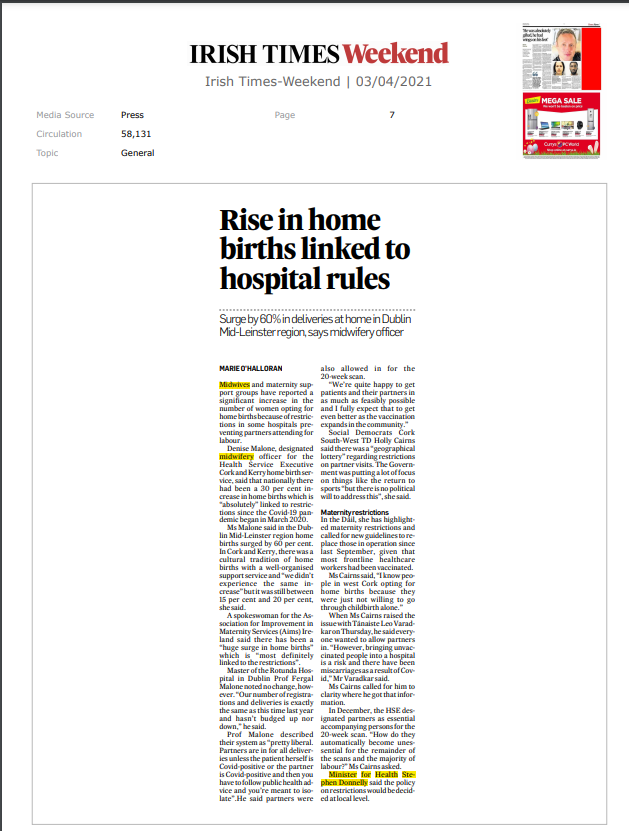 IRISH TIMES Weekend
Irish Times-Weekend | 03/04/2021
Media Source Press Page 7
Circulation 58,131
Topic General
MEGA SALE
Currys PC World
Rise in home
births linked to
hospital rules
Surge by 60% in deliveries at home in Dublin
Mid-Leinster region, says midwifery officer
MARIE O'HALLORAN
Midwives and maternity sup-
port groups have reported a
significant increase in the
number of women opting for
home births because of restric-
tions in some hospitals pre-
venting partners attending for
labour.
Denise Malone, designated
midwifery officer for the
Health Service Executive
Cork and Kerry home birth ser-
vice, said that nationally there
had been a 30 per cent in-
crease in home births which is
"absolutely" linked to restric-
tions since the Covid-19 pan-
demic began in March 2020.
Ms Malone said in the Dub-
lin Mid-Leinster region home
births surged by 60 per cent.
In Cork and Kerry, there was a
cultural tradition of home
births with a well-organised
support service and "we didn't
experience the same in-
crease" but it was still between
15 per cent and 20 per cent,
she said.
A spokeswoman for the As-
sociation for Improvement in
Maternity Services (Aims) Ire-
land said there has been a
"huge surge in home births"
which is "most definitely
linked to the restrictions".
Master of the Rotunda Hos-
pital in Dublin Prof Fergal
Malone noted no change, how-
ever. "Our number of registra-
tions and deliveries is exactly
the same as this time last year
and hasn't budged up nor
down," he said.
Prof Malone described
their system as "pretty liberal.
Partners are in for all deliver-
ies unless the patient herself is
Covid-positive or the partner
is Covid-positive and then you
have to follow public health ad-
vice and you're meant to iso-
late". He said partners were
also allowed in for the
20-week scan.
"We're quite happy to get
patients and their partners in
as much as feasibly possible
and I fully expect that to get
even better as the vaccination
expands in the community."
Social Democrats Cork
South-West TD Holly Cairns
said there was a "geographical
lottery" regarding restrictions
on partner visits. The Govern-
ment was putting a lot of focus
on things like the return to
sports "but there is no political
will to address this", she said.
Maternity restrictions
In the Dáil, she has highlight-
ed maternity restrictions and
called for new guidelines to re-
place those in operation since
last September, given that
most frontline healthcare
workers had been vaccinated.
Ms Cairns said, "I know peo-
ple in west Cork opting for
home births because they
were just not willing to go
through childbirth alone."
When Ms Cairns raised the
issue with Tánaiste Leo Varad-
kar on Thursday, he said every-
one wanted to allow partners
in. "However, bringing unvac-
cinated people into a hospital
is a risk and there have been
miscarriages as a result of Cov-
id," Mr Varadkar said.
Ms Cairns called for him to
clarity where he got that infor-
mation.
In December, the HSE des-
ignated partners as essential
accompanying persons for the
20-week scan. "How do they
automatically become unes-
sential for the remainder of
the scans and the majority of
labour?" Ms Cairns asked.
Minister for Health Ste-
phen Donnelly said the policy
on restrictions would be decid-
ed at local level.